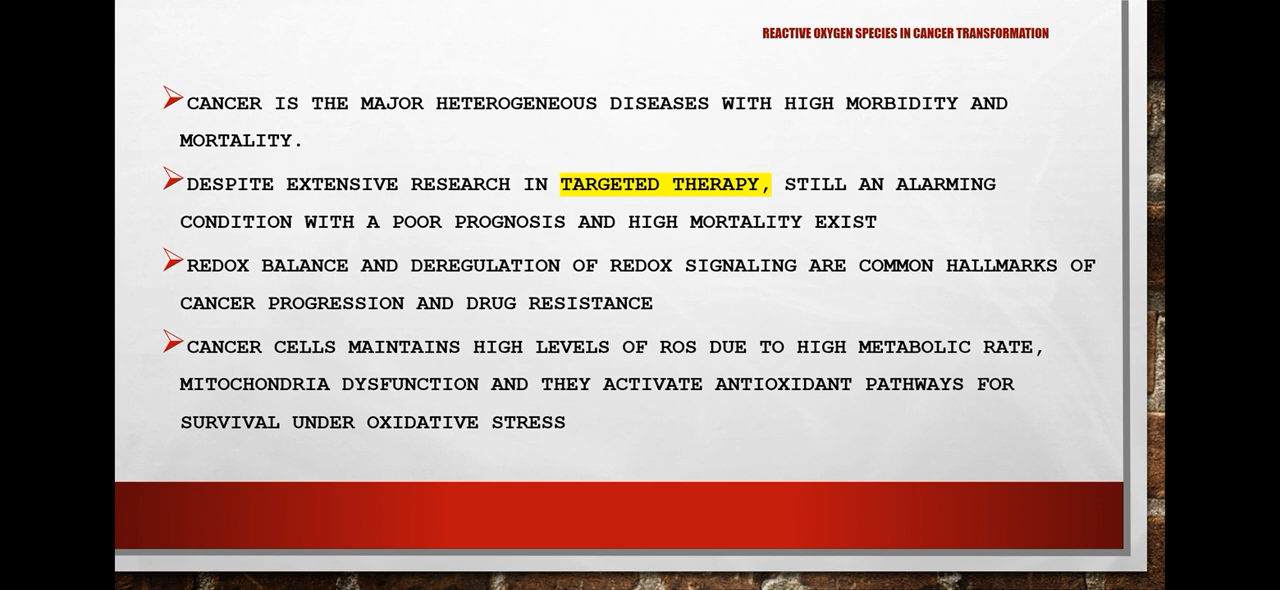 REACTIVE OXYGEN SPECIES IN CANCER TRANSFORMATION
CANCER IS THE MAJOR HETEROGENEOUS DISEASES WITH HIGH MORBIDITY AND
MORTALITY.
DESPITE EXTENSIVE RESEARCH IN TARGETED THERAPY, STILL AN ALARMING
CONDITION WITH A POOR PROGNOSIS AND HIGH MORTALITY EXIST
REDOX BALANCE AND DEREGULATION OF REDOX SIGNALING ARE COMMON HALLMARKS OF
CANCER PROGRESSION AND DRUG RESISTANCE
CANCER CELLS MAINTAINS HIGH LEVELS OF ROS DUE TO HIGH METABOLIC RATE,
MITOCHONDRIA DYSFUNCTION AND THEY ACTIVATE ANTIOXIDANT PATHWAYS FOR
SURVIVAL UNDER OXIDATIVE STRESS